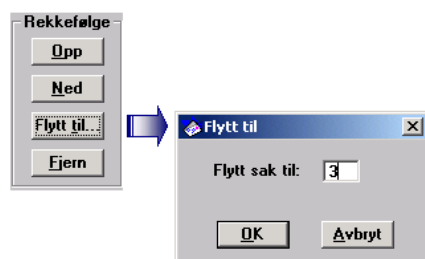 Rekkefølge
Opp
Ned
Flytt til...
Fjern
Flytt til
Flytt sak til: 3
OK Avbryt